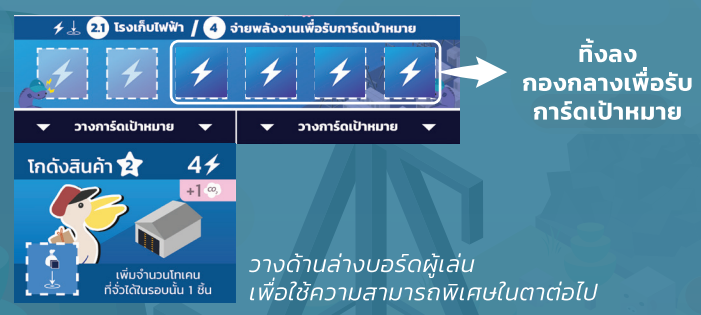 2.1 โรงเก็บไฟฟ้า / 4 จ่ายพลังงานเพื่อรับการ์ดเป้าหมาย
ทิ้งลง
กองกลางเพื่อรับ
การ์ดเป้าหมาย
วางการ์ดเป้าหมาย
วางการ์ดเป้าหมาย
โกดังสินค้า 2 4
+1 CO₂
เพิ่มจำนวนโทเคน
ที่จั่วได้ในรอบนั้น 1 ชิ้น
วางด้านล่างบอร์ดผู้เล่น
เพื่อใช้ความสามารถพิเศษในตาต่อไป